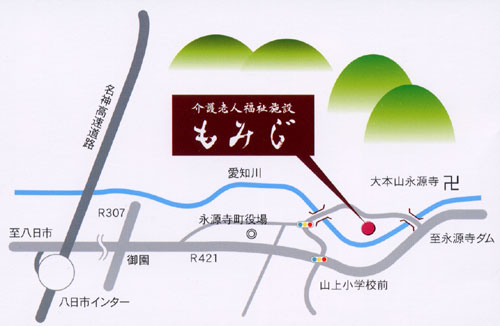 介護老人福祉施設
もみじ
名神高速道路
愛知川
大本山永源寺
R307
永源寺町役場
至八日市
至永源寺ダム
御園
R421
山上小学校前
八日市インター